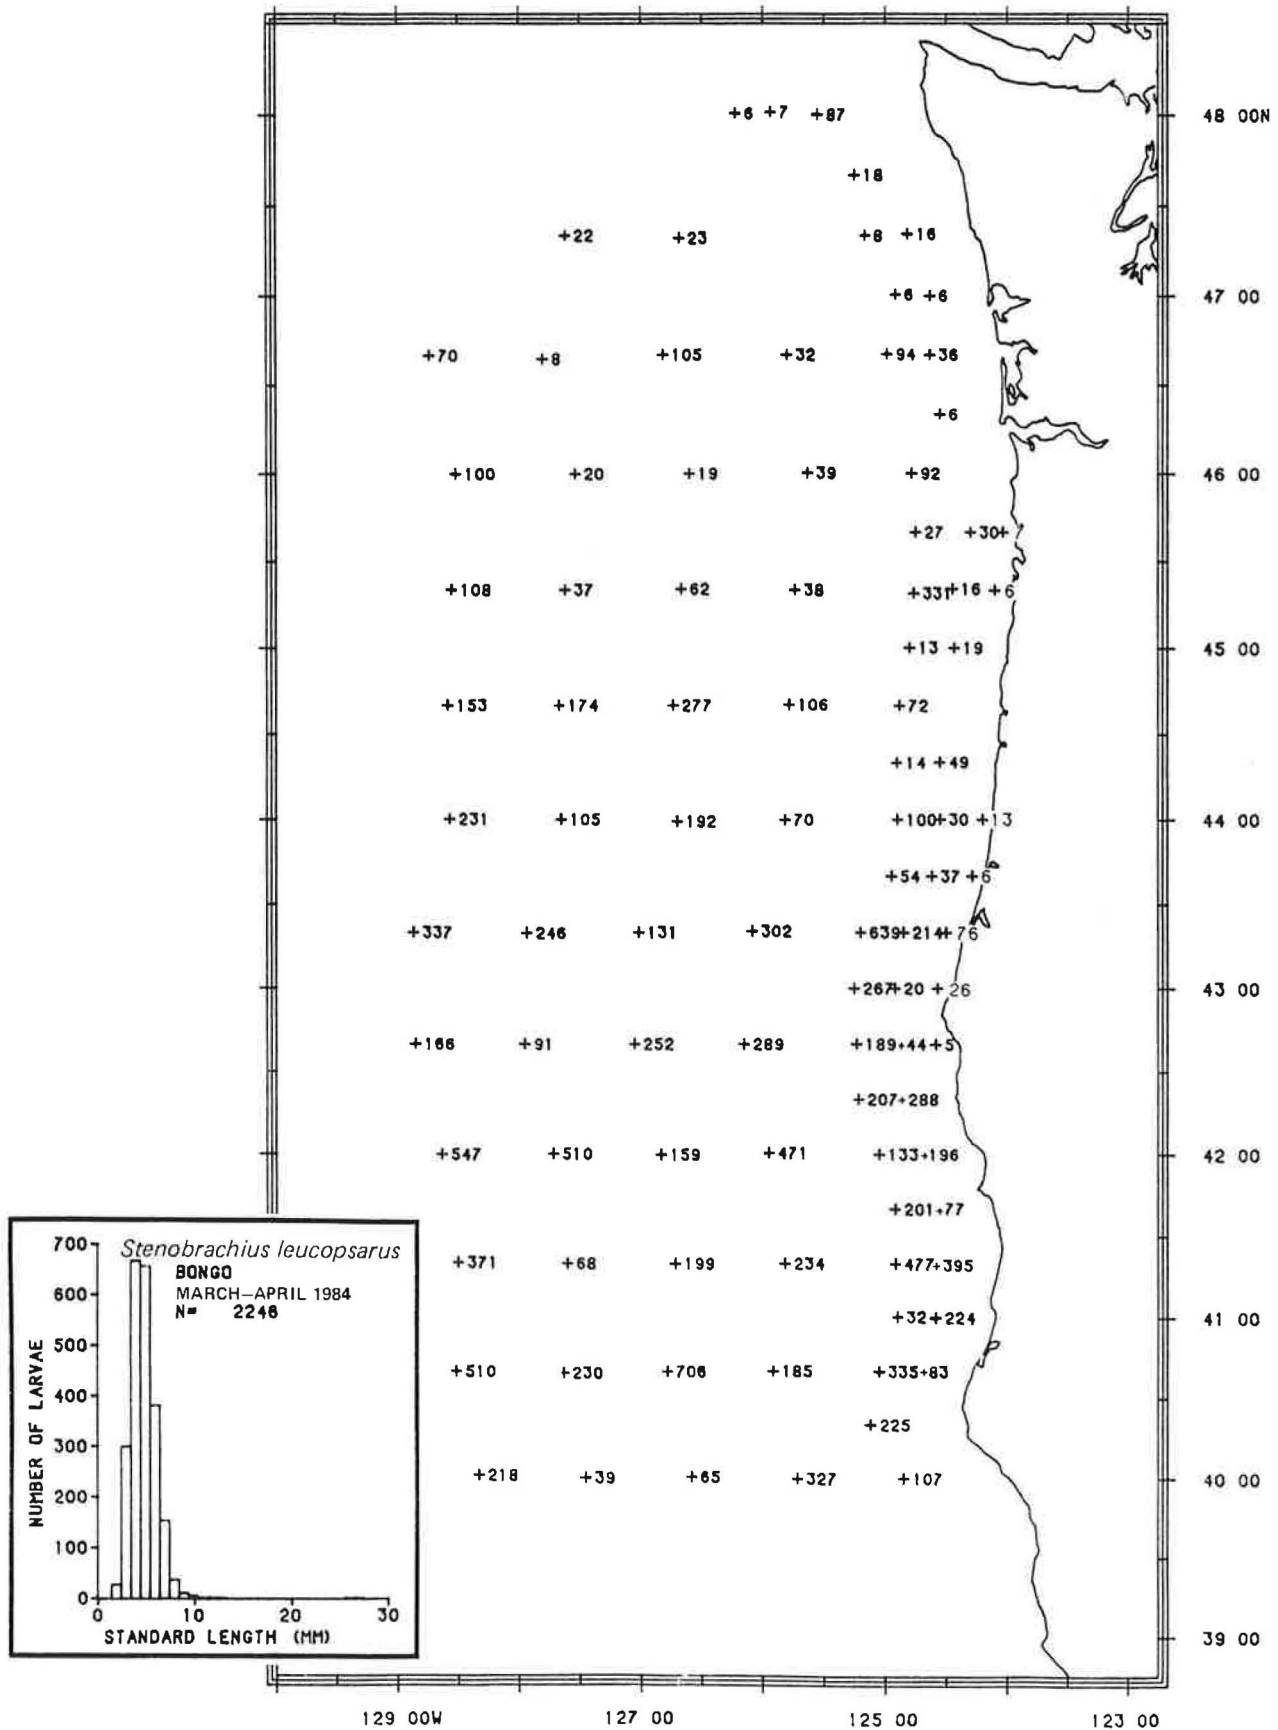 +6 +7 +87 48 00N
+18
+22 +23 +8 +16
+6 +6 47 00
+70 +8 +105 +32 +94 +36
+6
+100 +20 +19 +39 +92 46 00
+27 +30+
+108 +37 +62 +38 +331+16 +6
+13 +19 45 00
+153 +174 +277 +106 +72
+14 +49
+231 +105 +192 +70 +100+30 +13 44 00
+54 +37 +6
+337 +246 +131 +302 +639+214+76
+267+20 +26 43 00
+166 +91 +252 +289 +189+44+5
+207+288
+547 +510 +159 +471 +133+196 42 00
+201+77
+371 +68 +199 +234 +477+395
+32+224 41 00
+510 +230 +706 +185 +335+83
+225
+218 +39 +65 +327 +107 40 00
39 00
129 00W 127 00 125 00 123 00
Stenobrachius leucopsarus
BONGO
MARCH–APRIL 1984
N= 2246
NUMBER OF LARVAE
700
600
500
400
300
200
100
0
0 10 20 30
STANDARD LENGTH (MM)